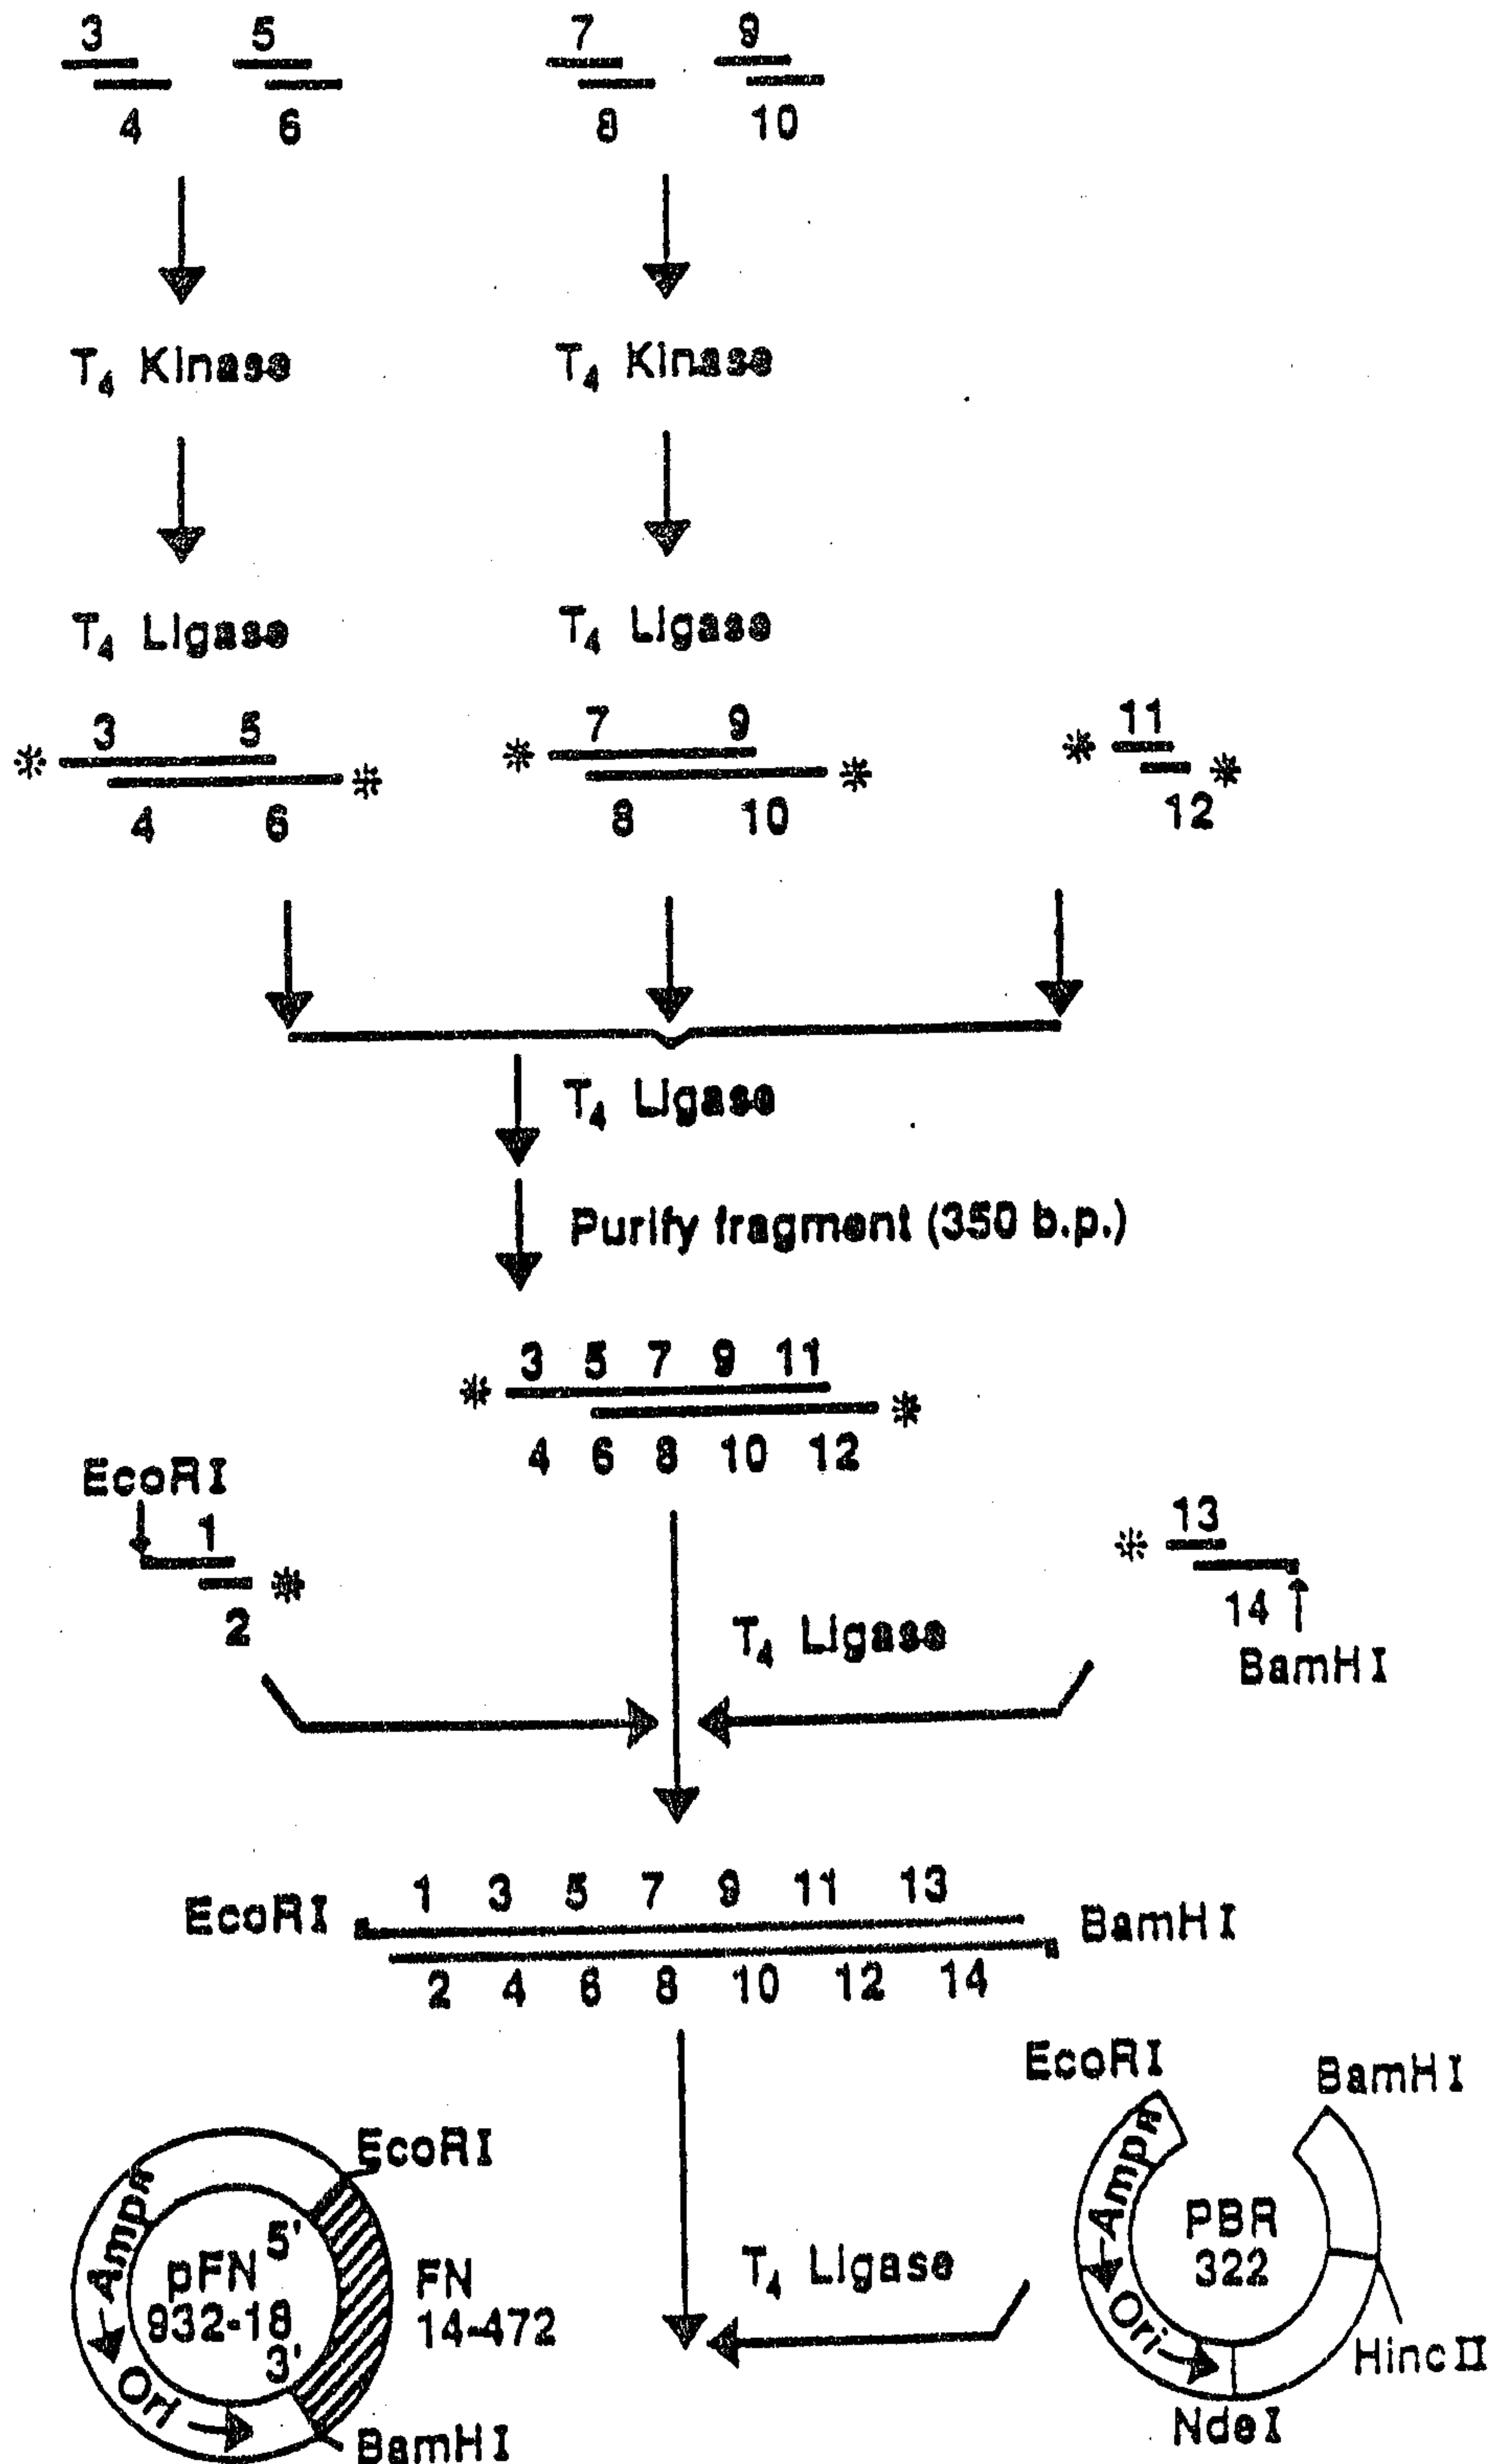 3 5 7 9
4 6 8 10
T4 Kinase T4 Kinase
T4 Ligase T4 Ligase
* 3 5 * 7 9 * 11
4 6 * 8 10 * 12 *
T4 Ligase
Purify fragment (350 b.p.)
* 3 5 7 9 11
4 6 8 10 12 *
EcoRI
1
2 *
* 13
14
BamHI
T4 Ligase
1 3 5 7 9 11 13
EcoRI BamHI
2 4 6 8 10 12 14
EcoRI
BamHI
AmpR
Ori
PBR
322
HincII
NdeI
T4 Ligase
EcoRI
AmpR
Ori
5'
pFN
932-18
3'
FN
14-472
BamHI